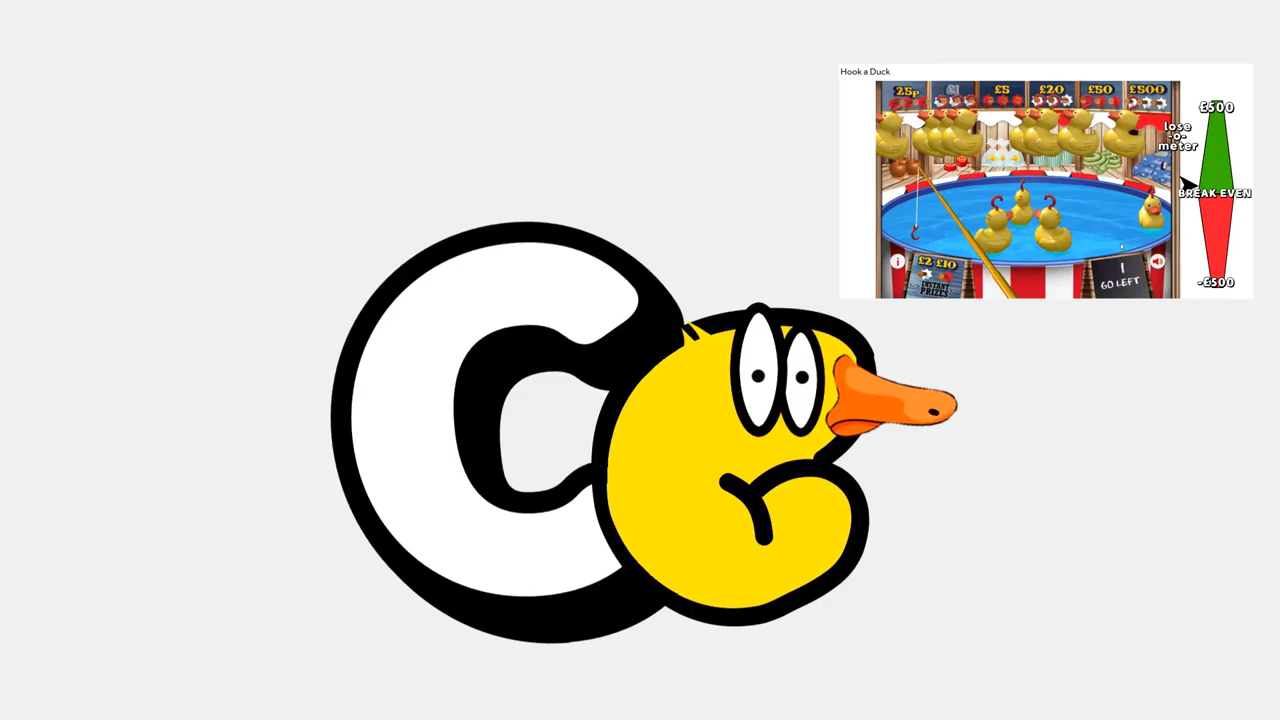 C
Hook a Duck
25p £1 £5 £20 £50 £500
£500
lose
-o-
meter
BREAK EVEN
-£500
£2 £10
INSTANT
PRIZES
i
I
GO LEFT